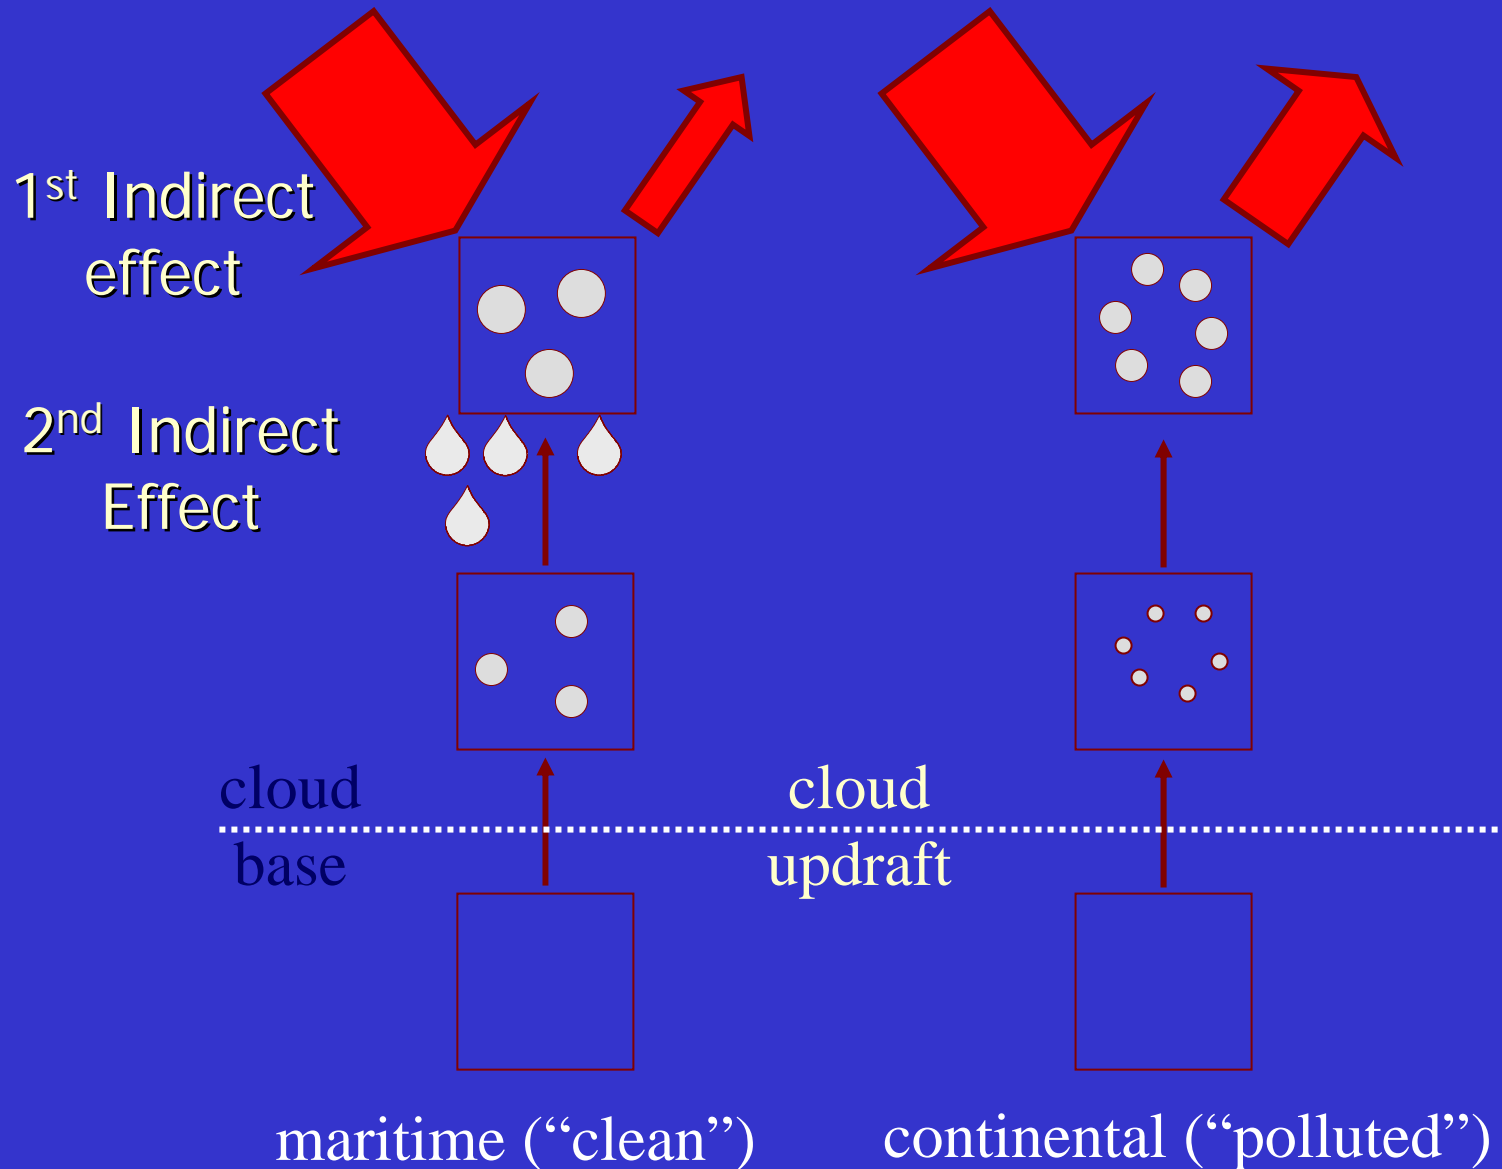 1st Indirect
effect
2nd Indirect
Effect
cloud
base
cloud
updraft
maritime (“clean”)
continental (“polluted”)